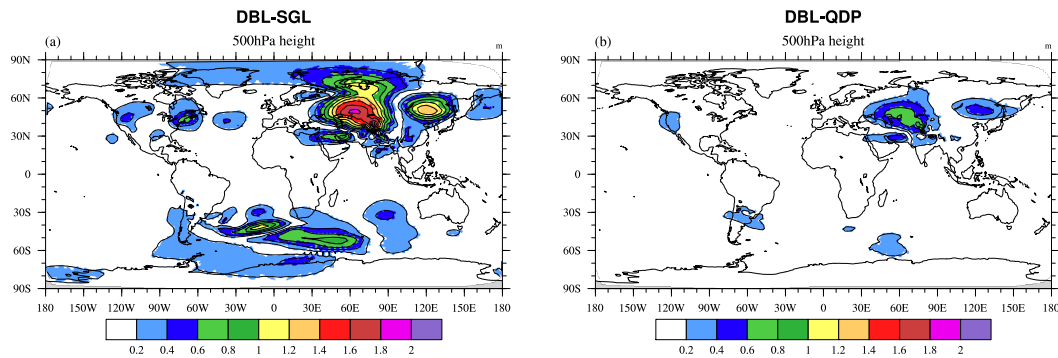 DBL-SGL
(a)
500hPa height
m
90N
60N
30N
0
30S
60S
90S
180
150W
120W
90W
60W
30W
0
30E
60E
90E
120E
150E
180
0.2
0.4
0.6
0.8
1
1.2
1.4
1.6
1.8
2
DBL-QDP
(b)
500hPa height
m
90N
60N
30N
0
30S
60S
90S
180
150W
120W
90W
60W
30W
0
30E
60E
90E
120E
150E
180
0.2
0.4
0.6
0.8
1
1.2
1.4
1.6
1.8
2